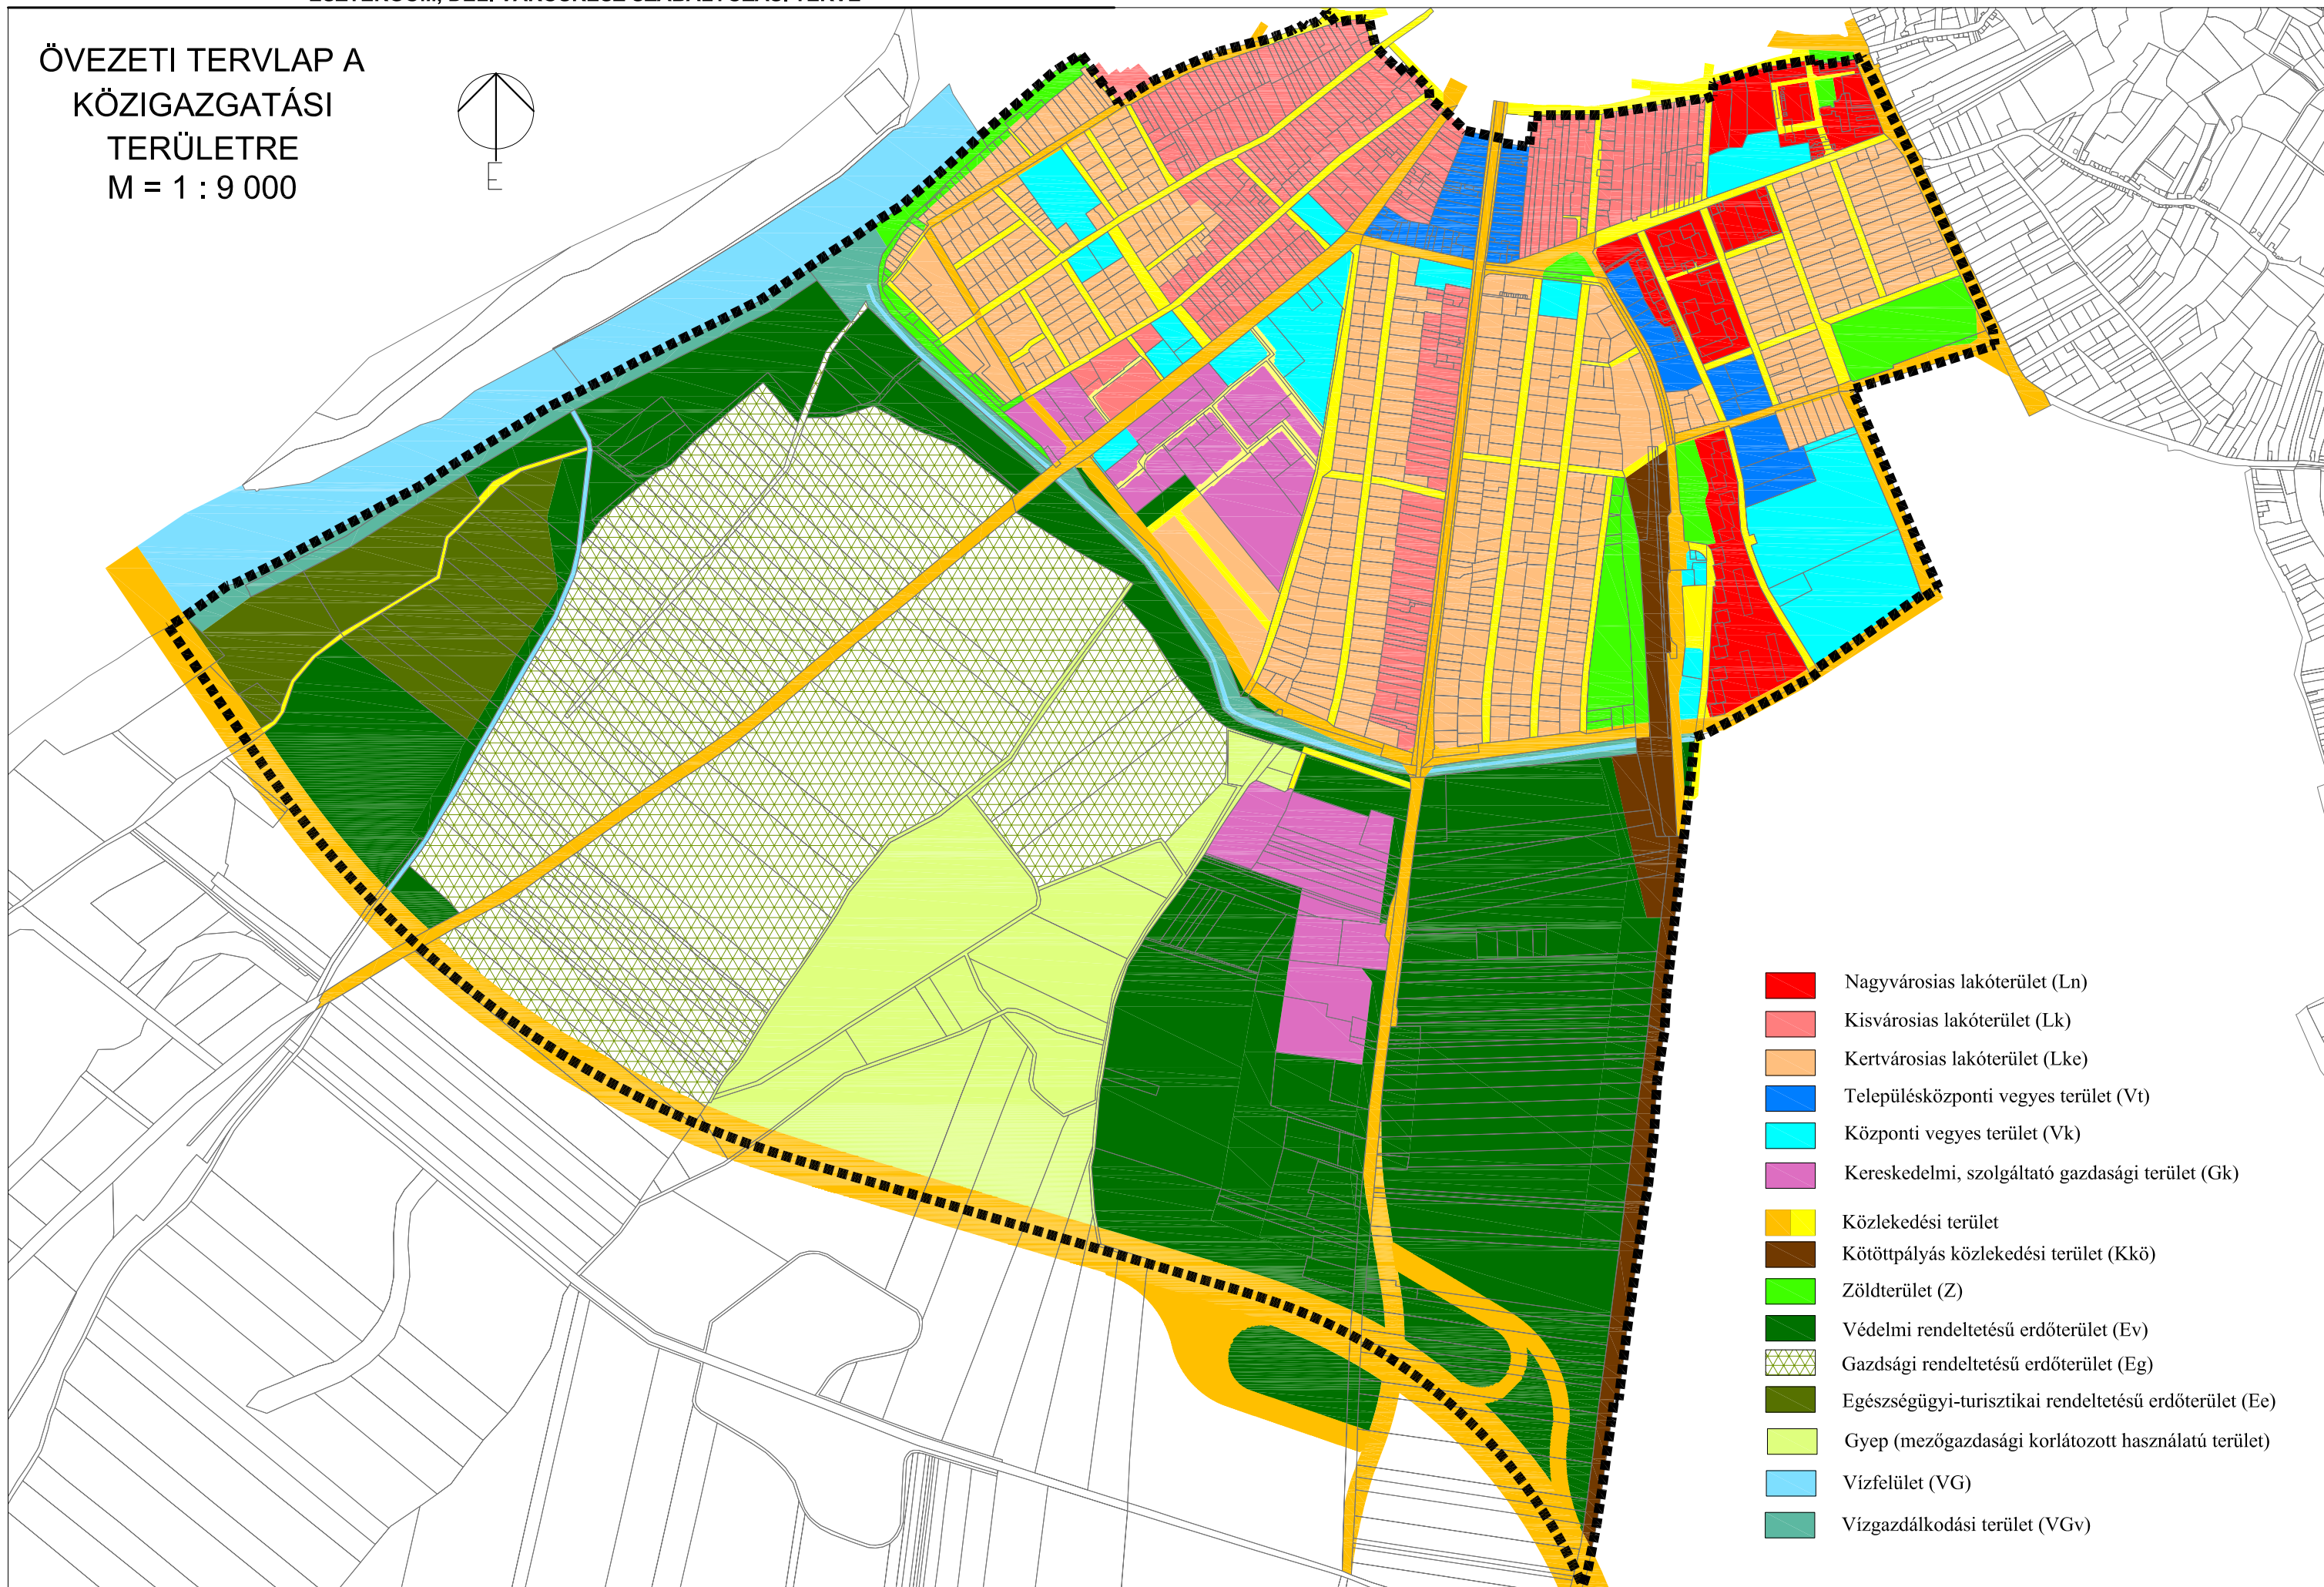 ÖVEZETI TERVLAP A
KÖZIGAZGATÁSI
TERÜLETRE
M = 1 : 9 000
E
Nagyvárosias lakóterület (Ln)
Kisvárosias lakóterület (Lk)
Kertvárosias lakóterület (Lke)
Településközponti vegyes terület (Vt)
Központi vegyes terület (Vk)
Kereskedelmi, szolgáltató gazdasági terület (Gk)
Közlekedési terület
Kötöttpályás közlekedési terület (Kkö)
Zöldterület (Z)
Védelmi rendeltetésű erdőterület (Ev)
Gazdsági rendeltetésű erdőterület (Eg)
Egészségügyi-turisztikai rendeltetésű erdőterület (Ee)
Gyep (mezőgazdasági korlátozott használatú terület)
Vízfelület (VG)
Vízgazdálkodási terület (VGv)